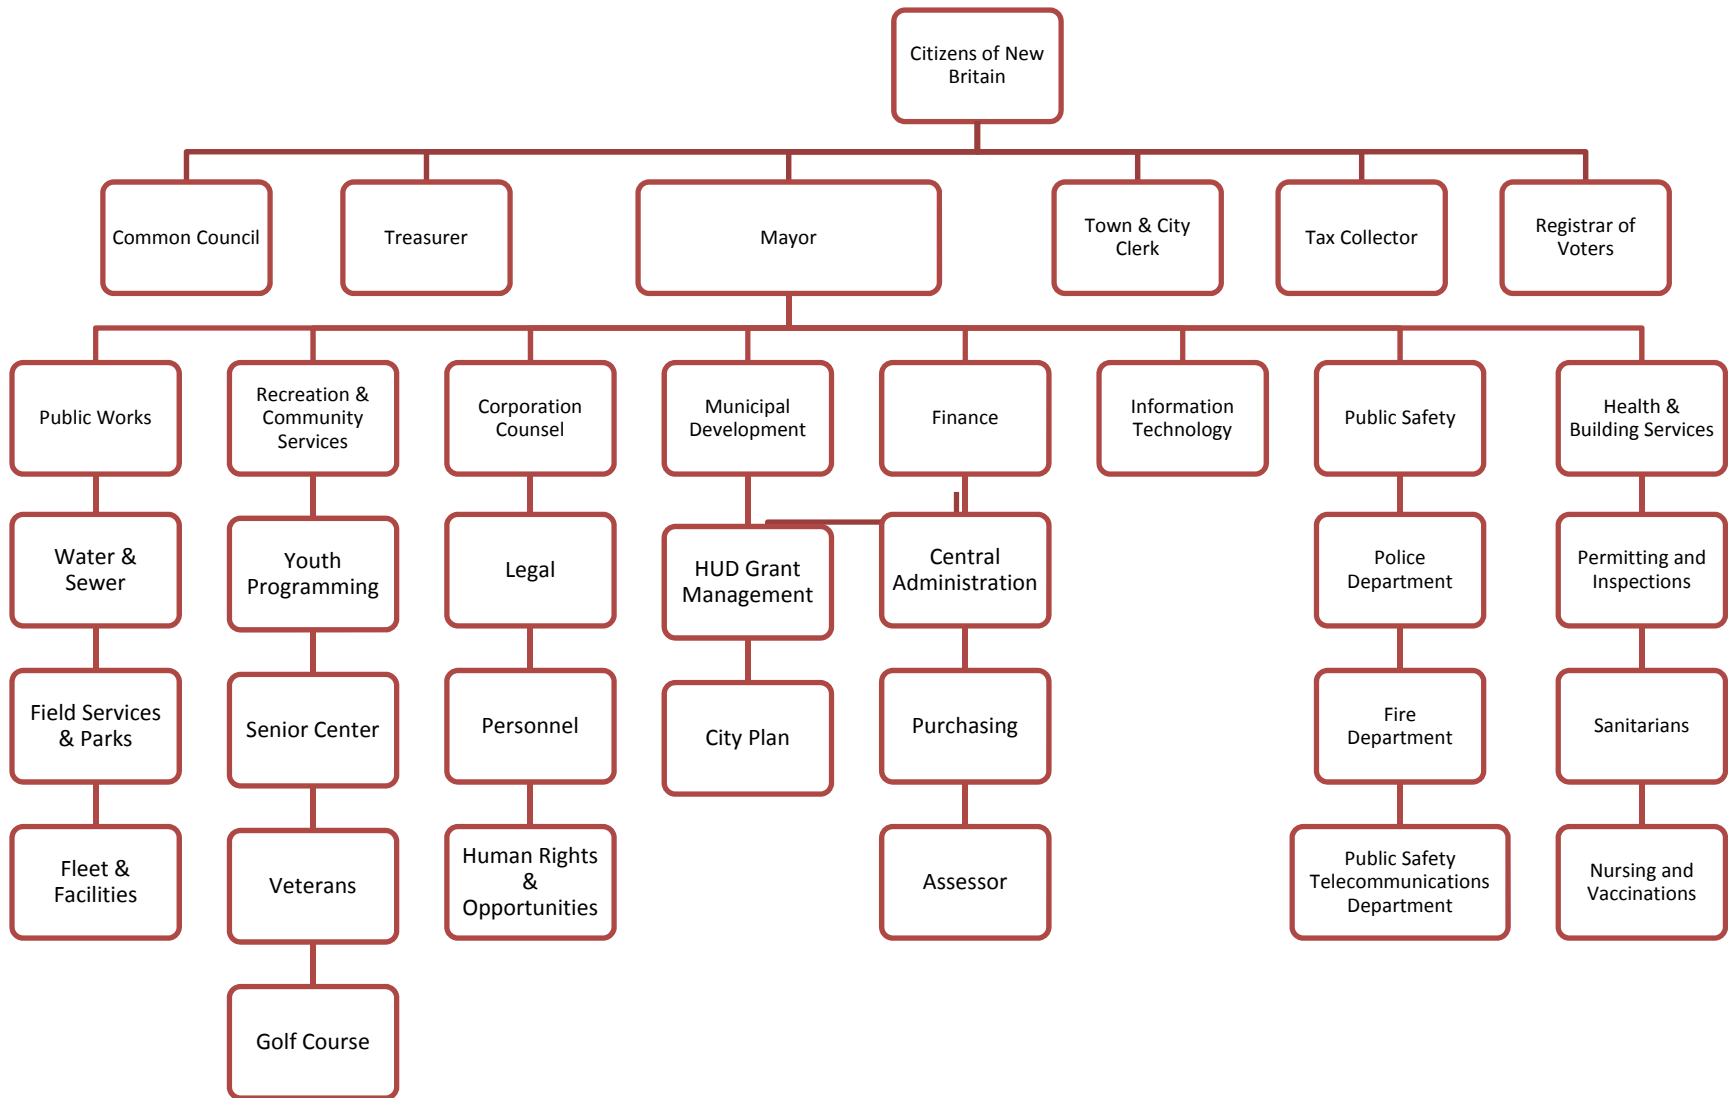 Citizens of New
Britain
Common Council
Treasurer
Mayor
Town & City
Clerk
Tax Collector
Registrar of
Voters
Public Works
Recreation &
Community
Services
Corporation
Counsel
Municipal
Development
Finance
Information
Technology
Public Safety
Health &
Building Services
Water &
Sewer
Youth
Programming
Legal
HUD Grant
Management
Central
Administration
Police
Department
Permitting and
Inspections
Field Services
& Parks
Senior Center
Personnel
City Plan
Purchasing
Fire
Department
Sanitarians
Fleet &
Facilities
Veterans
Human Rights
&
Opportunities
Assessor
Public Safety
Telecommunications
Department
Nursing and
Vaccinations
Golf Course